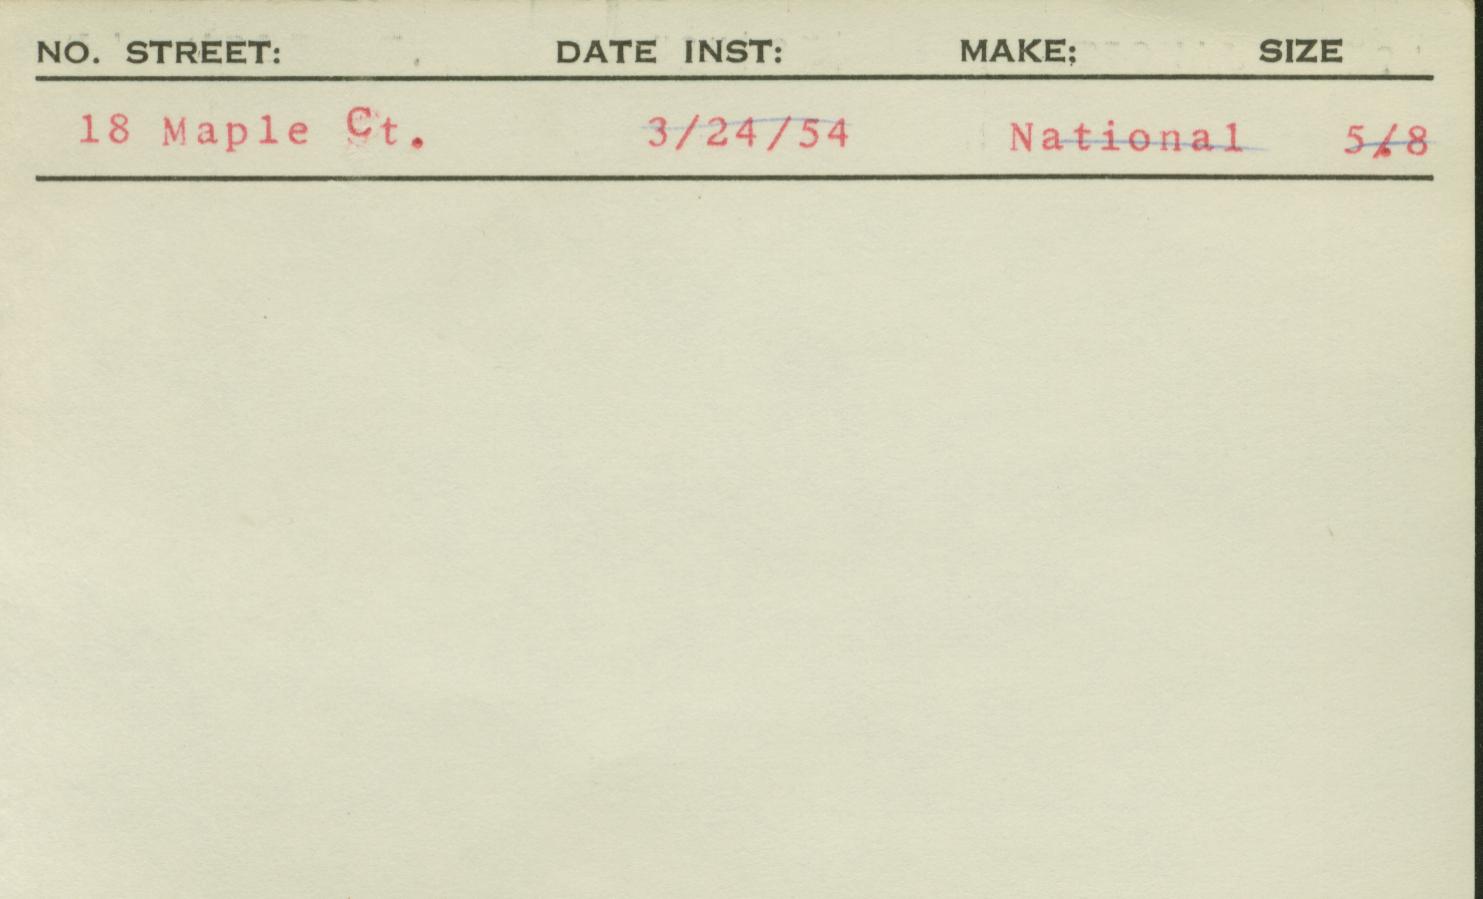 NO. STREET: DATE INST: MAKE; SIZE
18 Maple Ct. 3/24/54 National 5/8